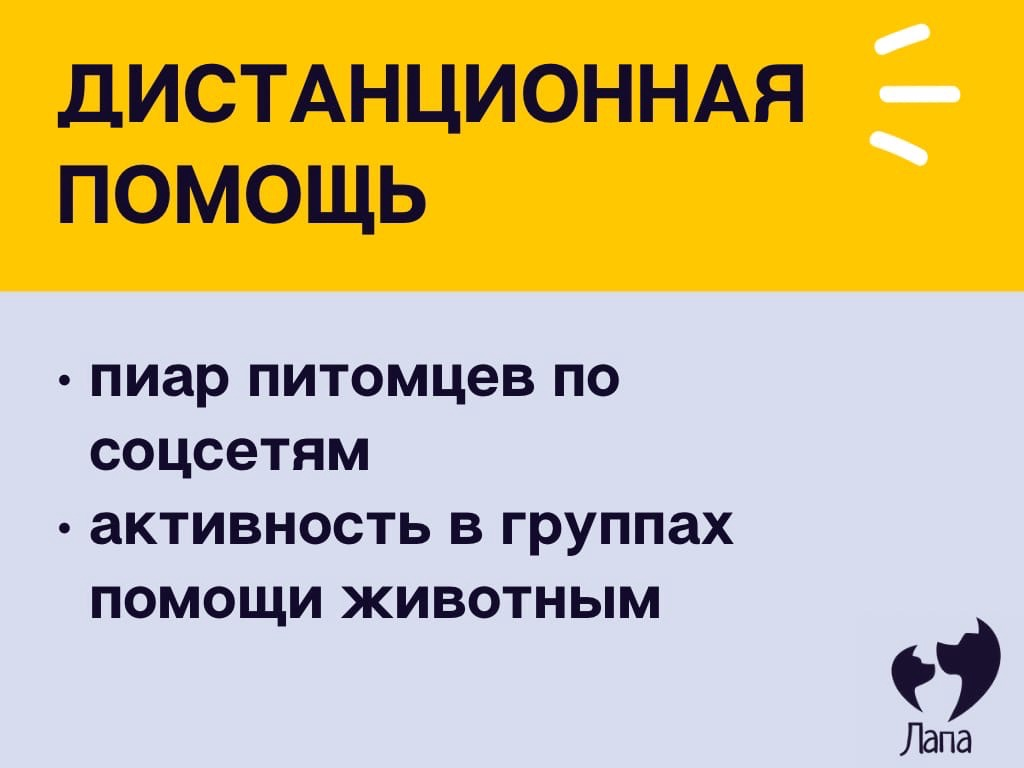 ДИСТАНЦИОННАЯ
ПОМОЩЬ
• пиар питомцев по
соцсетям
• активность в группах
помощи животным
Лапа